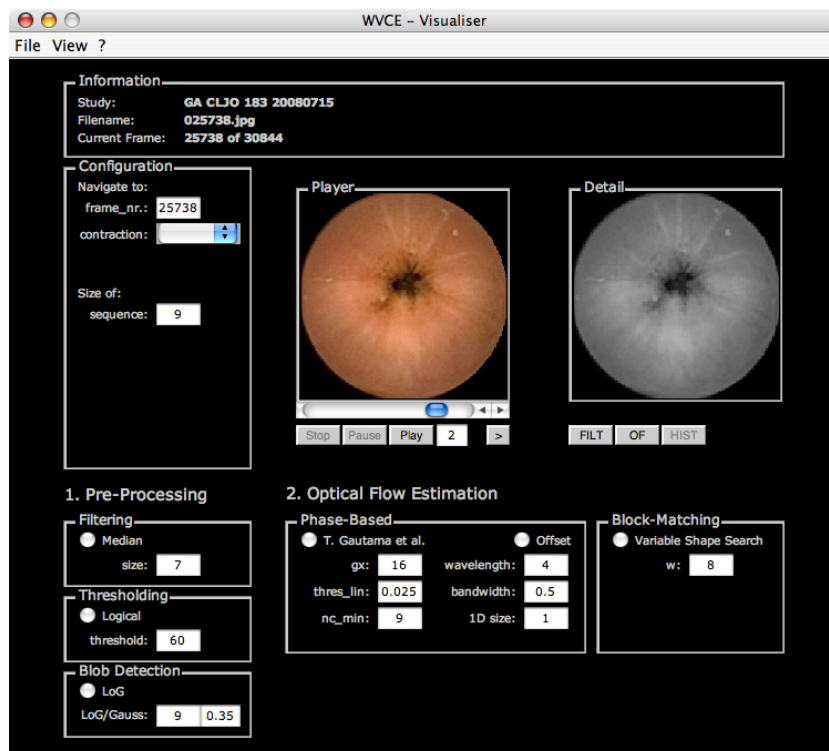 WVCE – Visualiser
File View ?
Information
Study: GA CLJO 183 20080715
Filename: 025738.jpg
Current Frame: 25738 of 30844
Configuration
Navigate to:
frame_nr.: 25738
contraction:
Size of:
sequence: 9
Player
Stop Pause Play 2 >
Detail
FILT OF HIST
1. Pre-Processing
Filtering
Median
size: 7
Thresholding
Logical
threshold: 60
Blob Detection
LoG
LoG/Gauss: 9 0.35
2. Optical Flow Estimation
Phase-Based
T. Gautama et al. Offset
gx: 16 wavelength: 4
thres_lin: 0.025 bandwidth: 0.5
nc_min: 9 1D size: 1
Block-Matching
Variable Shape Search
w: 8